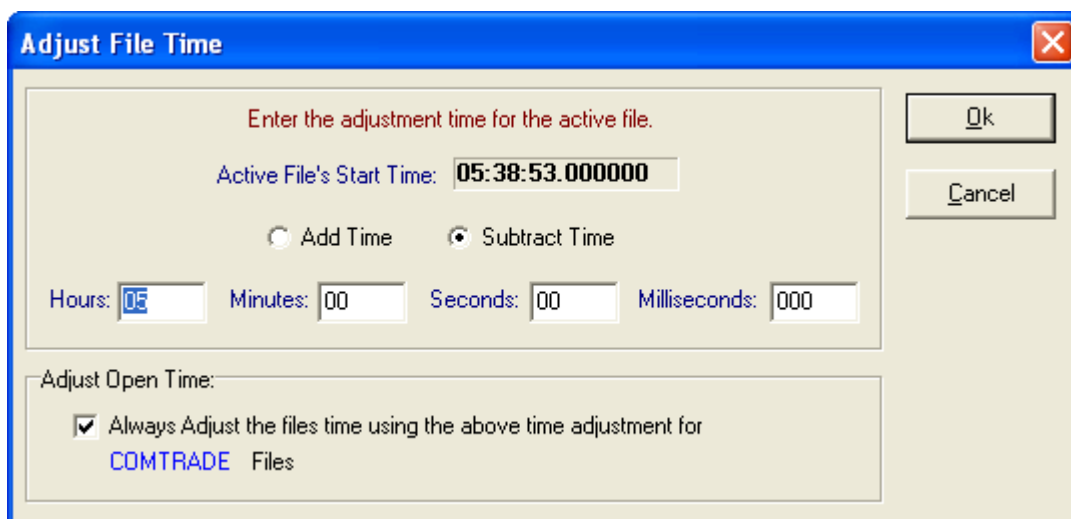 Adjust File Time
Enter the adjustment time for the active file.
Ok
Active File's Start Time: 05:38:53.000000
Cancel
Add Time Subtract Time
Hours: 05 Minutes: 00 Seconds: 00 Milliseconds: 000
Adjust Open Time:
Always Adjust the files time using the above time adjustment for
COMTRADE Files